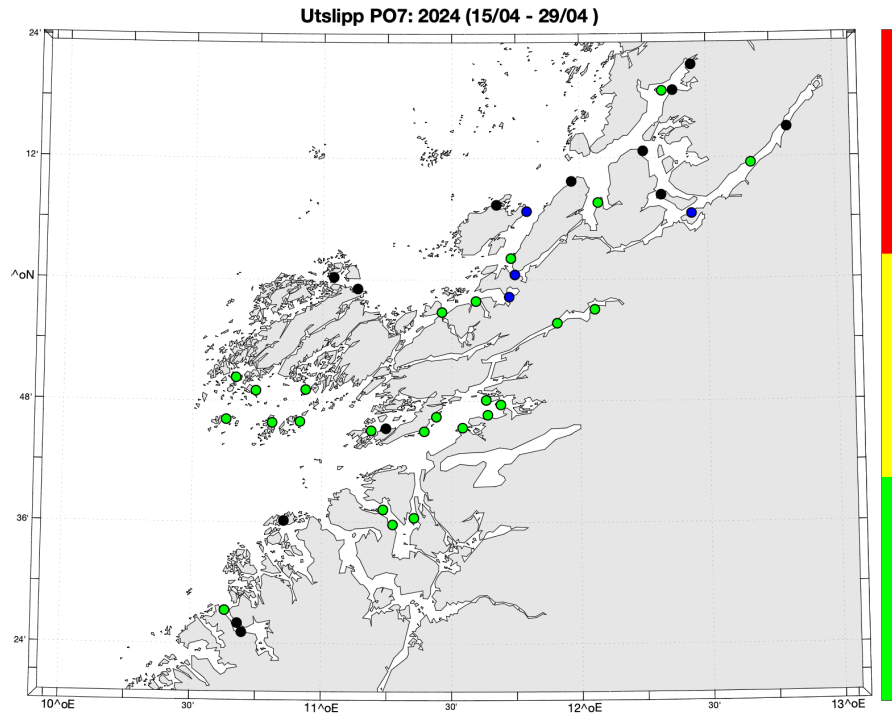 Utslipp PO7: 2024 (15/04 - 29/04 )
24'
12'
^oN
48'
36'
24'
10^oE
30'
11^oE
30'
12^oE
30'
13^oE